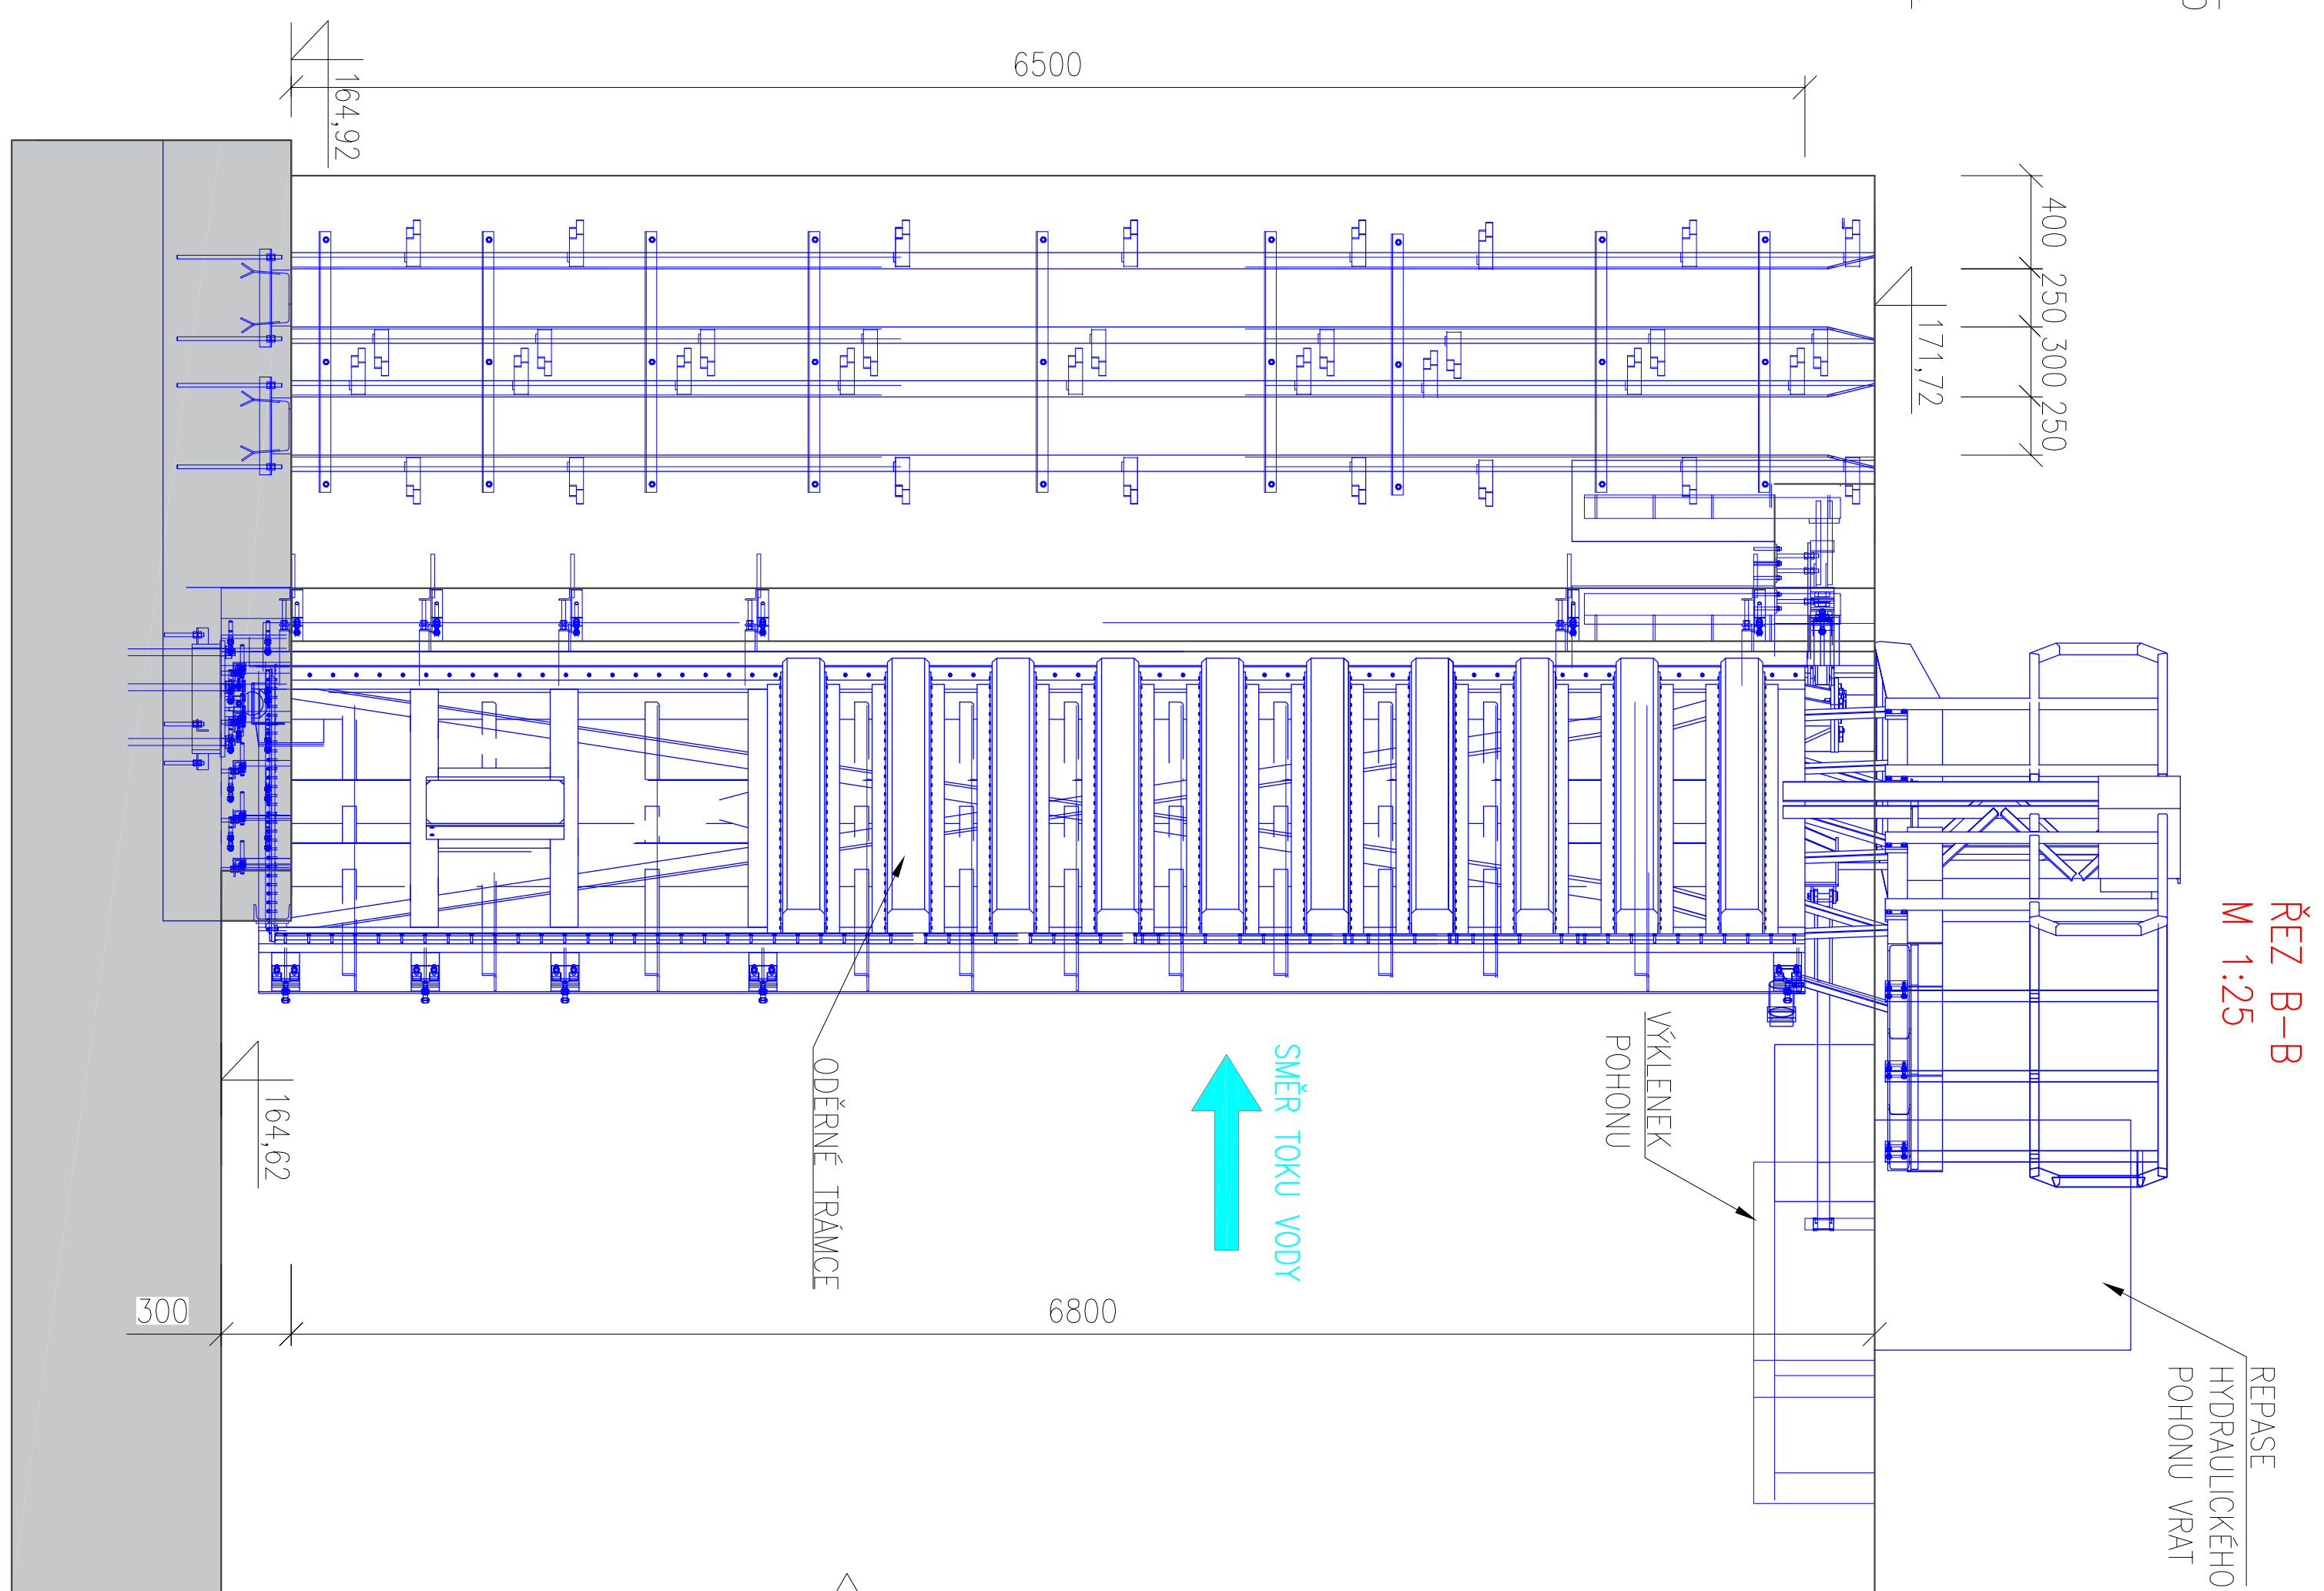 ŘEZ B-B
M 1:25
6500
164,92
400
250
300
250
171,72
VÝKLENEK
POHONU
SMĚR TOKU VODY
ODĚRNÉ TRÁMCE
164,62
300
6800
REPASE
HYDRAULICKÉHO
POHONU VRAT